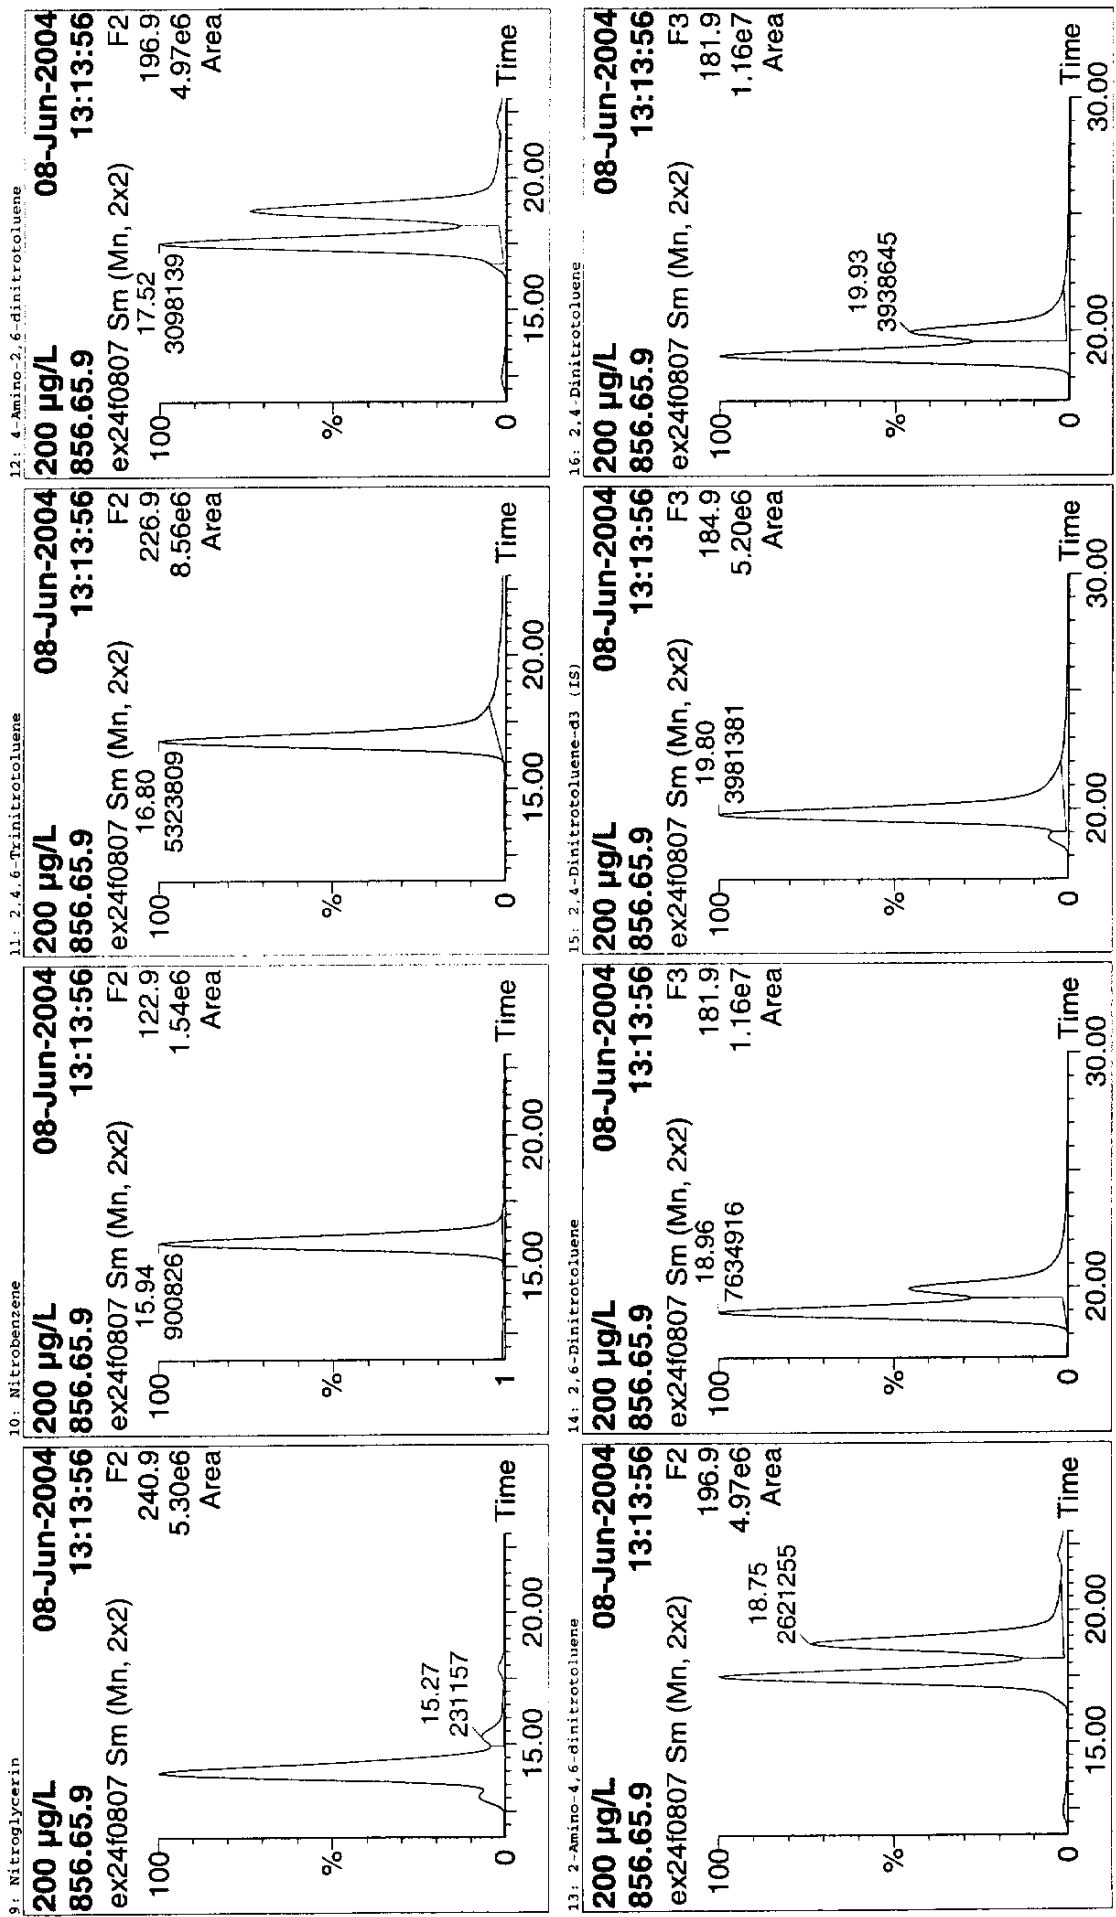 9: Nitroglycerin
200 µg/L 08-Jun-2004
856.65.9 13:13:56
ex24f0807 Sm (Mn, 2x2) F2
240.9
5.30e6
Area
100
%
0
15.27
231157
15.00 20.00 Time
10: Nitrobenzene
200 µg/L 08-Jun-2004
856.65.9 13:13:56
ex24f0807 Sm (Mn, 2x2) F2
15.94 122.9
900826 1.54e6
Area
100
%
1
15.00 20.00 Time
11: 2,4,6-Trinitrotoluene
200 µg/L 08-Jun-2004
856.65.9 13:13:56
ex24f0807 Sm (Mn, 2x2) F2
16.80 226.9
5323809 8.56e6
Area
100
%
0
15.00 20.00 Time
12: 4-Amino-2,6-dinitrotoluene
200 µg/L 08-Jun-2004
856.65.9 13:13:56
ex24f0807 Sm (Mn, 2x2) F2
17.52 196.9
3098139 4.97e6
Area
100
%
0
15.00 20.00 Time
13: 2-Amino-4,6-dinitrotoluene
200 µg/L 08-Jun-2004
856.65.9 13:13:56
ex24f0807 Sm (Mn, 2x2) F2
196.9
4.97e6
Area
100
%
0
18.75
2621255
15.00 20.00 Time
14: 2,6-Dinitrotoluene
200 µg/L 08-Jun-2004
856.65.9 13:13:56
ex24f0807 Sm (Mn, 2x2) F3
18.96 181.9
7634916 1.16e7
Area
100
%
0
20.00 30.00 Time
15: 2,4-Dinitrotoluene-d3 (IS)
200 µg/L 08-Jun-2004
856.65.9 13:13:56
ex24f0807 Sm (Mn, 2x2) F3
19.80 184.9
3981381 5.20e6
Area
100
%
0
20.00 30.00 Time
16: 2,4-Dinitrotoluene
200 µg/L 08-Jun-2004
856.65.9 13:13:56
ex24f0807 Sm (Mn, 2x2) F3
181.9
1.16e7
Area
100
%
0
19.93
3938645
20.00 30.00 Time